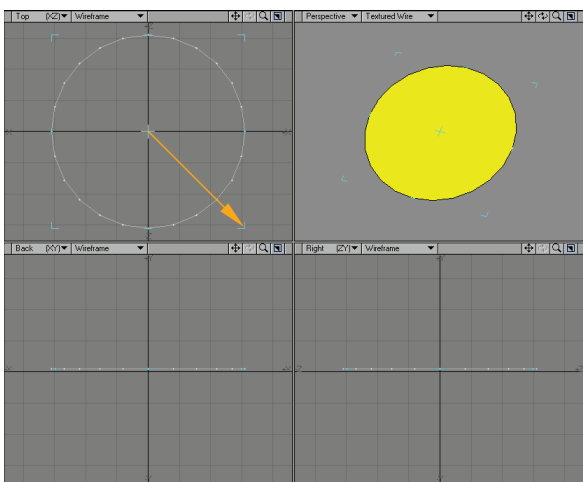 Top (XZ) Wireframe
Perspective Textured Wire
Back (XY) Wireframe
Right (ZY) Wireframe